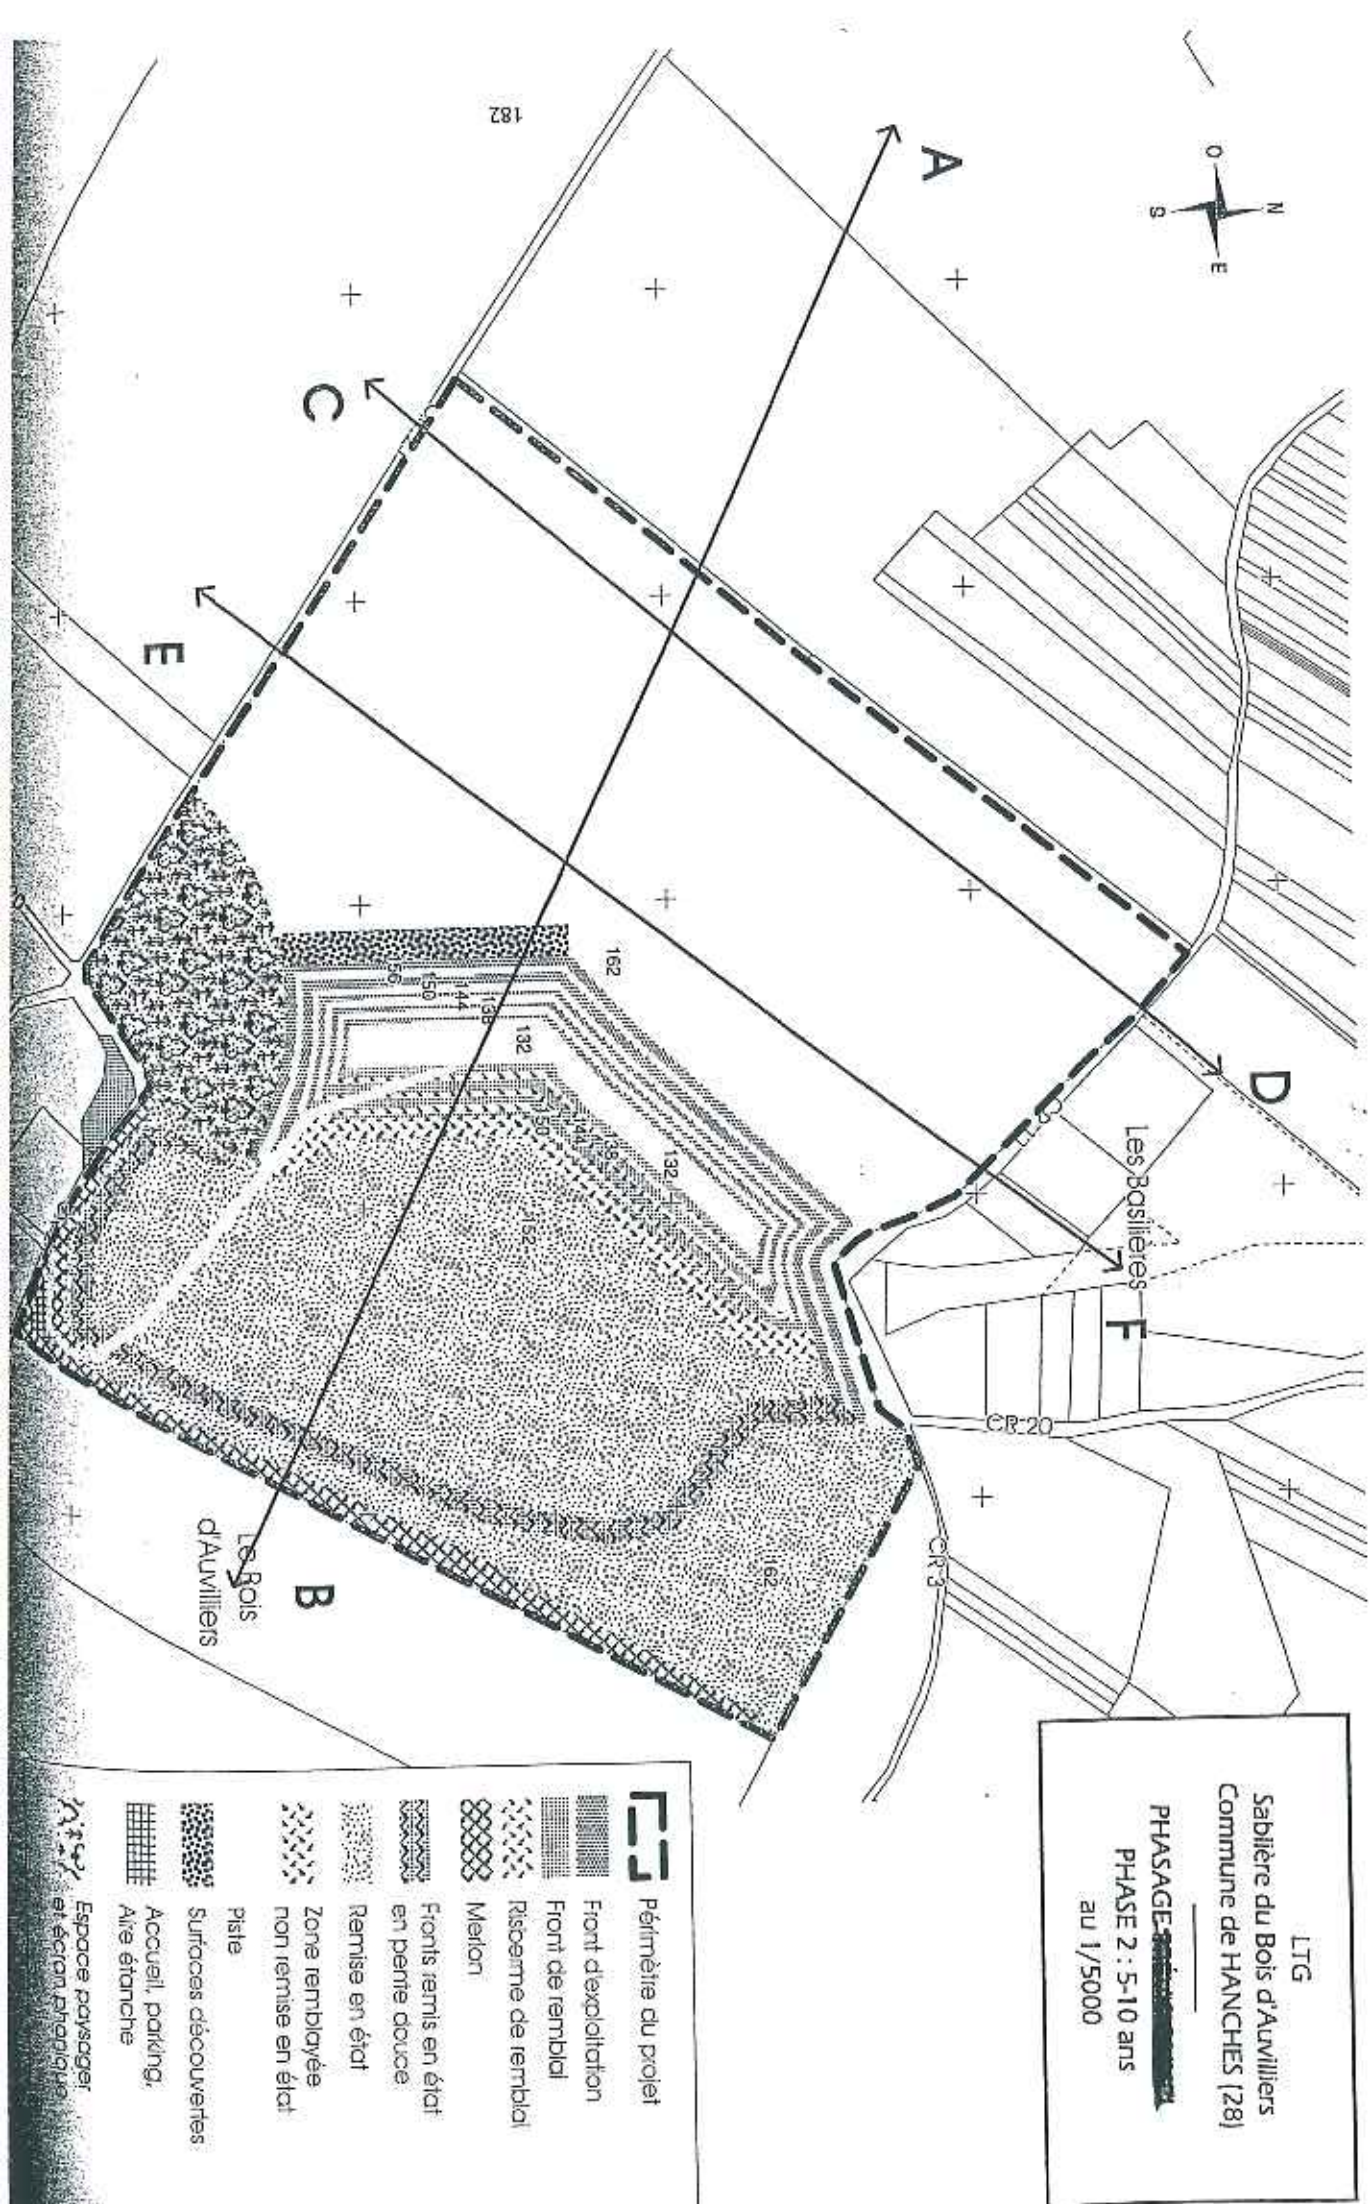 LTG
Sablière du Bois d'Auvilliers
Commune de HANCHES (28)
PHASAGE
PHASE 2 : 5-10 ans
au 1/5000
N
O
E
S
A
182
C
E
D
Les Basilières
F
CR 20
CR 3
162
156
150
144
138
132
150
144
138
132
162
162
B
Le Bois
d'Auvilliers
Périmètre du projet
Front d'exploitation
Front de remblai
Risberme de remblai
Merlon
Fronts remis en état
en pente douce
Remise en état
Zone remblayée
non remise en état
Piste
Surfaces découvertes
Accueil, parking,
Aire étanche
Espace paysager
et écran phonique